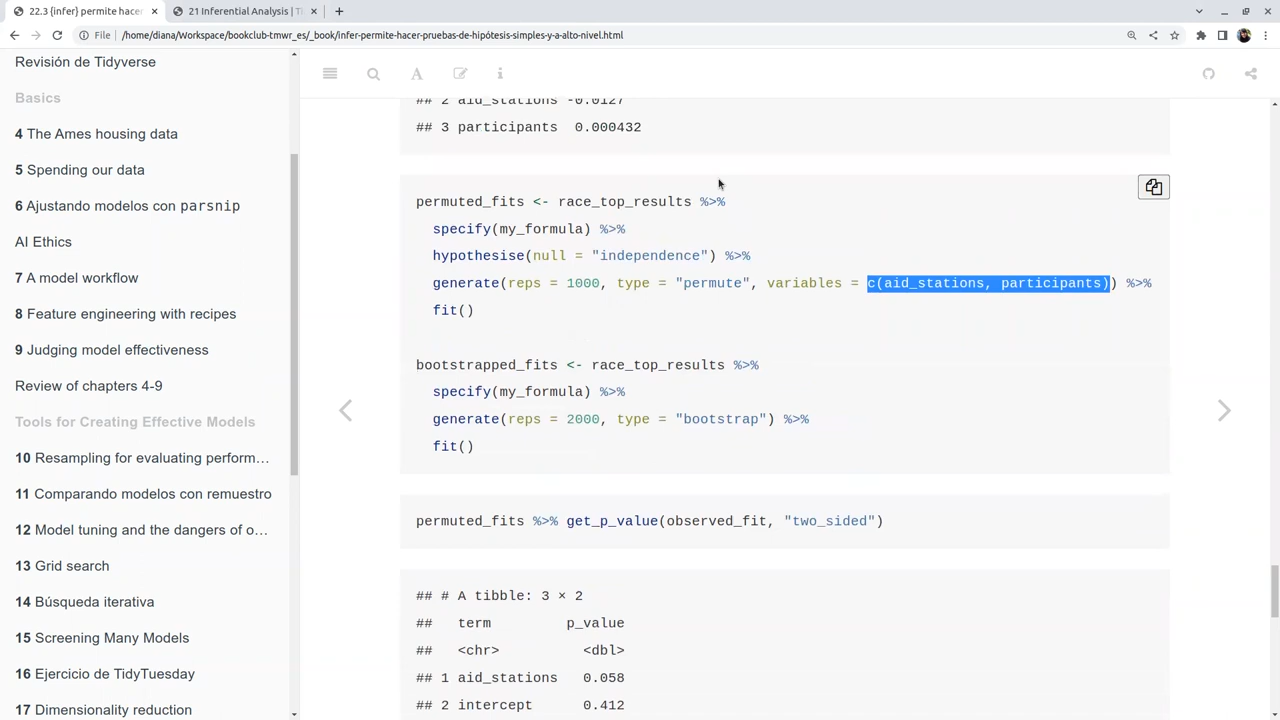 22.3 {infer} permite hacer
21 Inferential Analysis | Ti
File
/home/diana/Workspace/bookclub-tmwr_es/_book/infer-permite-hacer-pruebas-de-hipótesis-simples-y-a-alto-nivel.html
Revisión de Tidyverse
Basics
4 The Ames housing data
5 Spending our data
6 Ajustando modelos con parsnip
AI Ethics
7 A model workflow
8 Feature engineering with recipes
9 Judging model effectiveness
Review of chapters 4-9
Tools for Creating Effective Models
10 Resampling for evaluating perform…
11 Comparando modelos con remuestro
12 Model tuning and the dangers of o…
13 Grid search
14 Búsqueda iterativa
15 Screening Many Models
16 Ejercicio de TidyTuesday
17 Dimensionality reduction
## 2 aid_stations -0.0127
## 3 participants  0.000432
permuted_fits <- race_top_results %>%
  specify(my_formula) %>%
  hypothesise(null = "independence") %>%
  generate(reps = 1000, type = "permute", variables = c(aid_stations, participants)) %>%
  fit()
bootstrapped_fits <- race_top_results %>%
  specify(my_formula) %>%
  generate(reps = 2000, type = "bootstrap") %>%
  fit()
permuted_fits %>% get_p_value(observed_fit, "two_sided")
## # A tibble: 3 × 2
##   term         p_value
##   <chr>          <dbl>
## 1 aid_stations   0.058
## 2 intercept      0.412